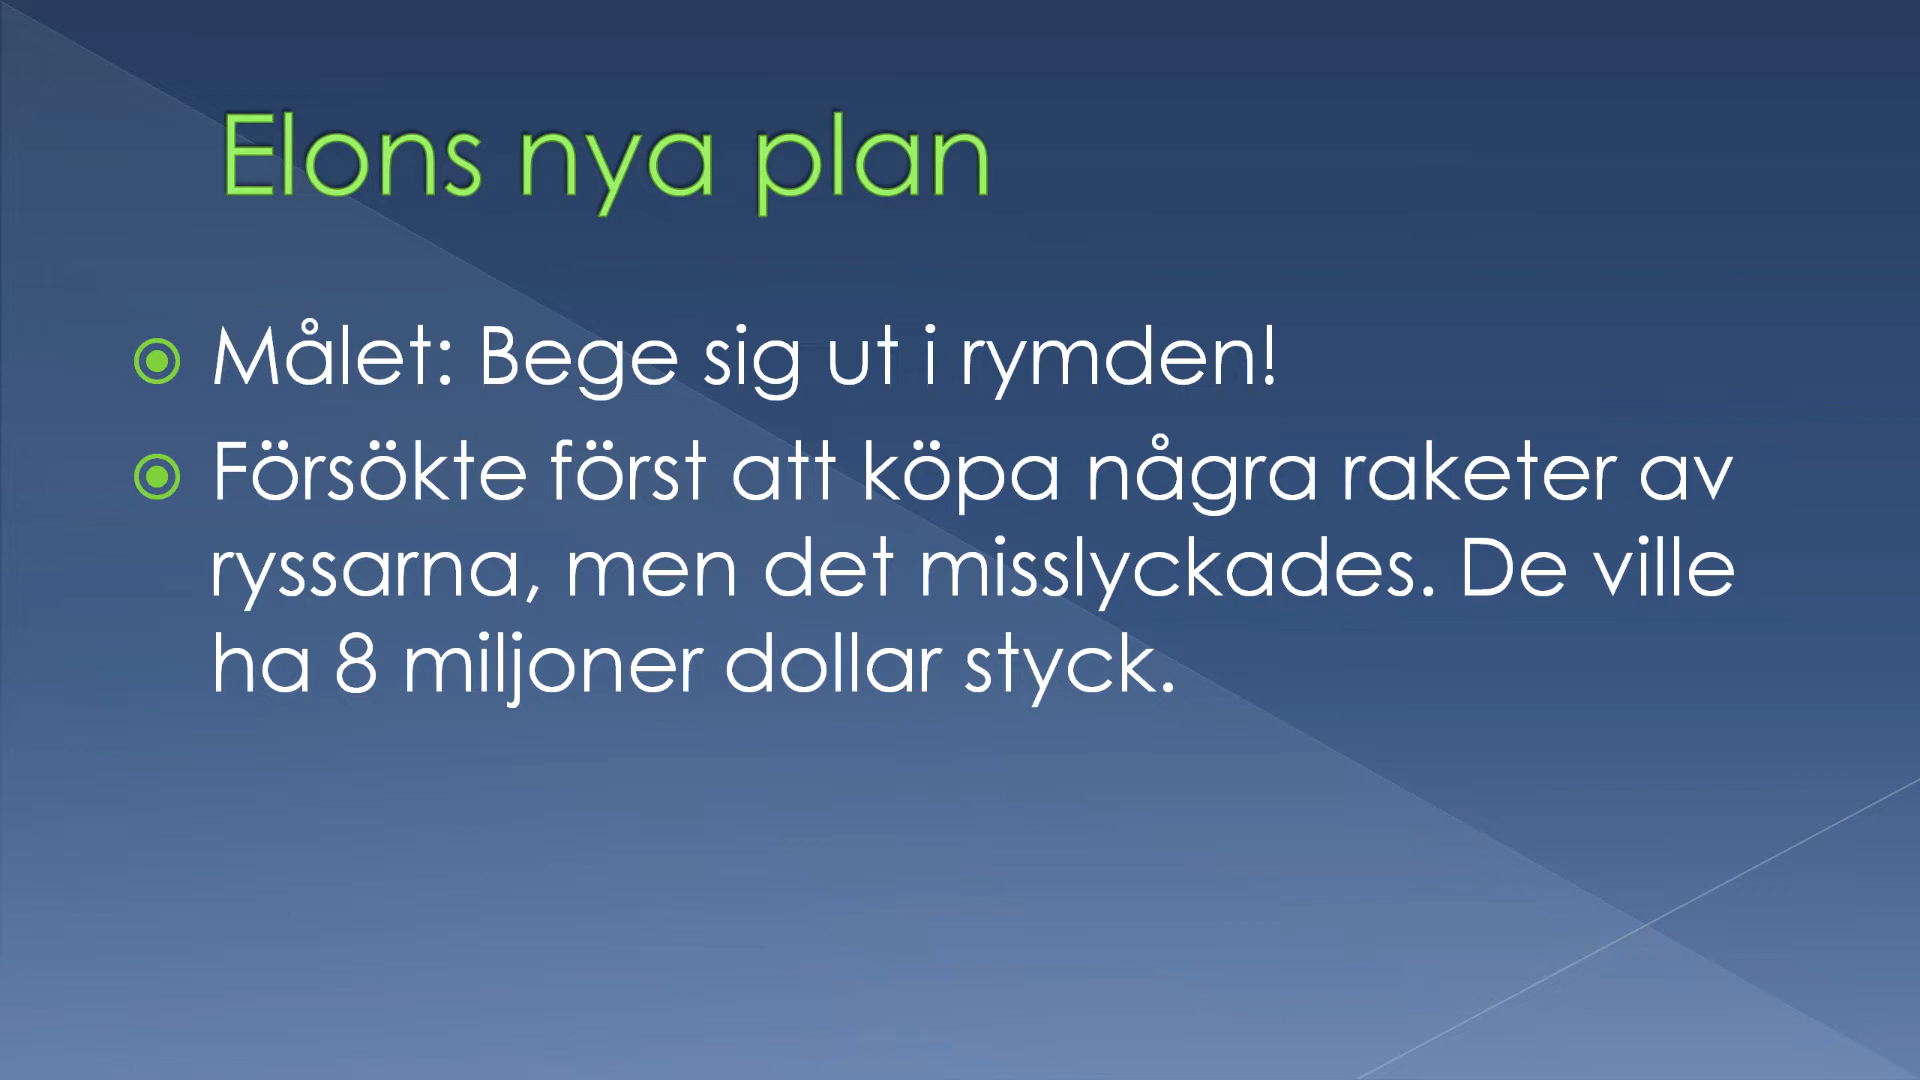 Elons nya plan
Målet: Bege sig ut i rymden!
Försökte först att köpa några raketer av
ryssarna, men det misslyckades. De ville
ha 8 miljoner dollar styck.